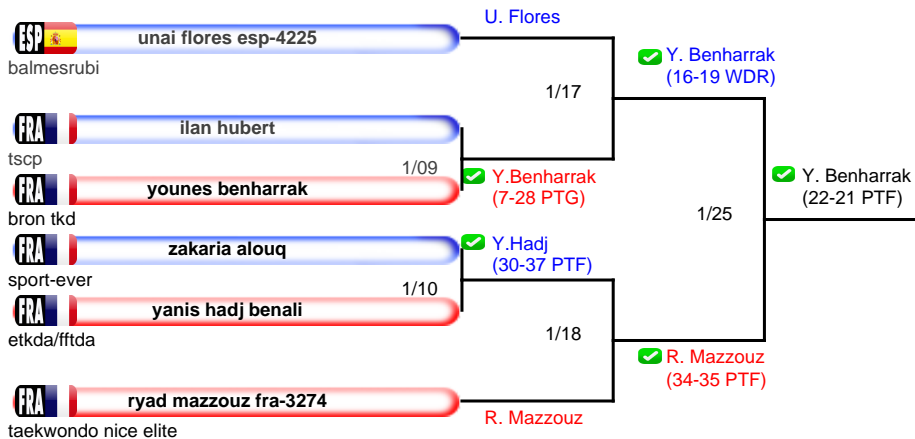 U. Flores
ESP unai flores esp-4225
balmesrubi
Y. Benharrak
(16-19 WDR)
1/17
FRA ilan hubert
tscp
1/09
Y.Benharrak
(7-28 PTG)
FRA younes benharrak
bron tkd
Y. Benharrak
(22-21 PTF)
1/25
FRA zakaria alouq
sport-ever
Y.Hadj
(30-37 PTF)
1/10
FRA yanis hadj benali
etkda/fftda
1/18
R. Mazzouz
(34-35 PTF)
FRA ryad mazzouz fra-3274
taekwondo nice elite
R. Mazzouz